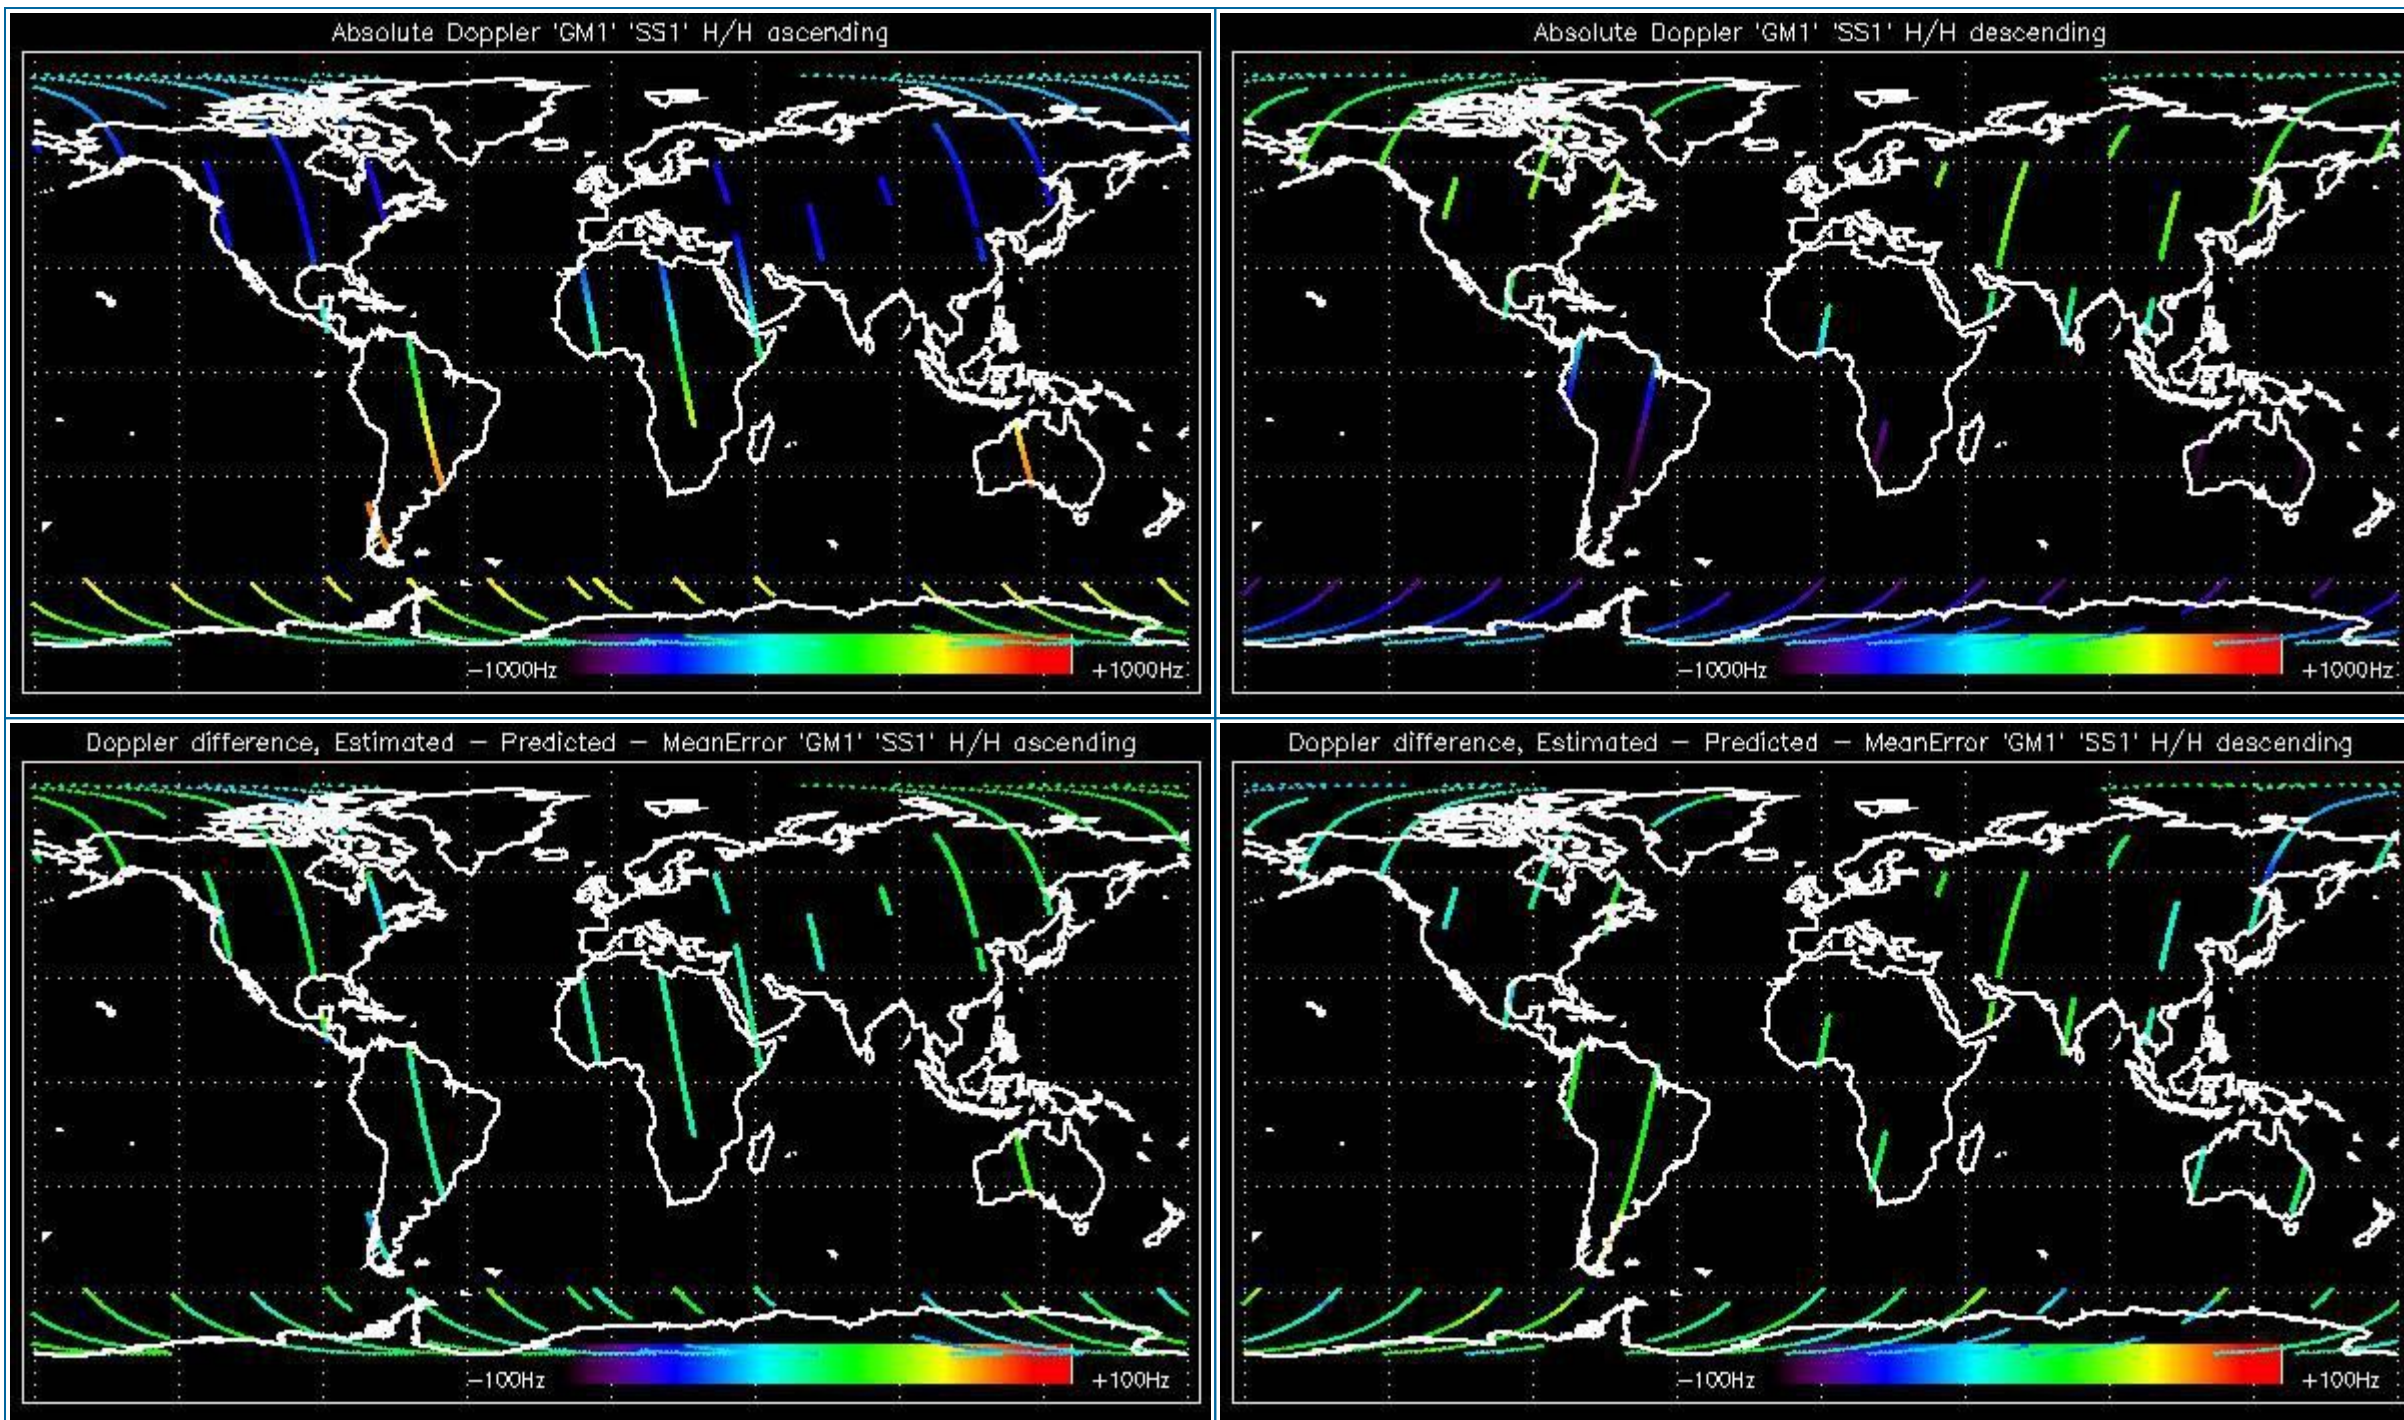 Absolute Doppler 'GM1' 'SS1' H/H ascending
−1000Hz
+1000Hz
Absolute Doppler 'GM1' 'SS1' H/H descending
−1000Hz
+1000Hz
Doppler difference, Estimated − Predicted − MeanError 'GM1' 'SS1' H/H ascending
−100Hz
+100Hz
Doppler difference, Estimated − Predicted − MeanError 'GM1' 'SS1' H/H descending
−100Hz
+100Hz